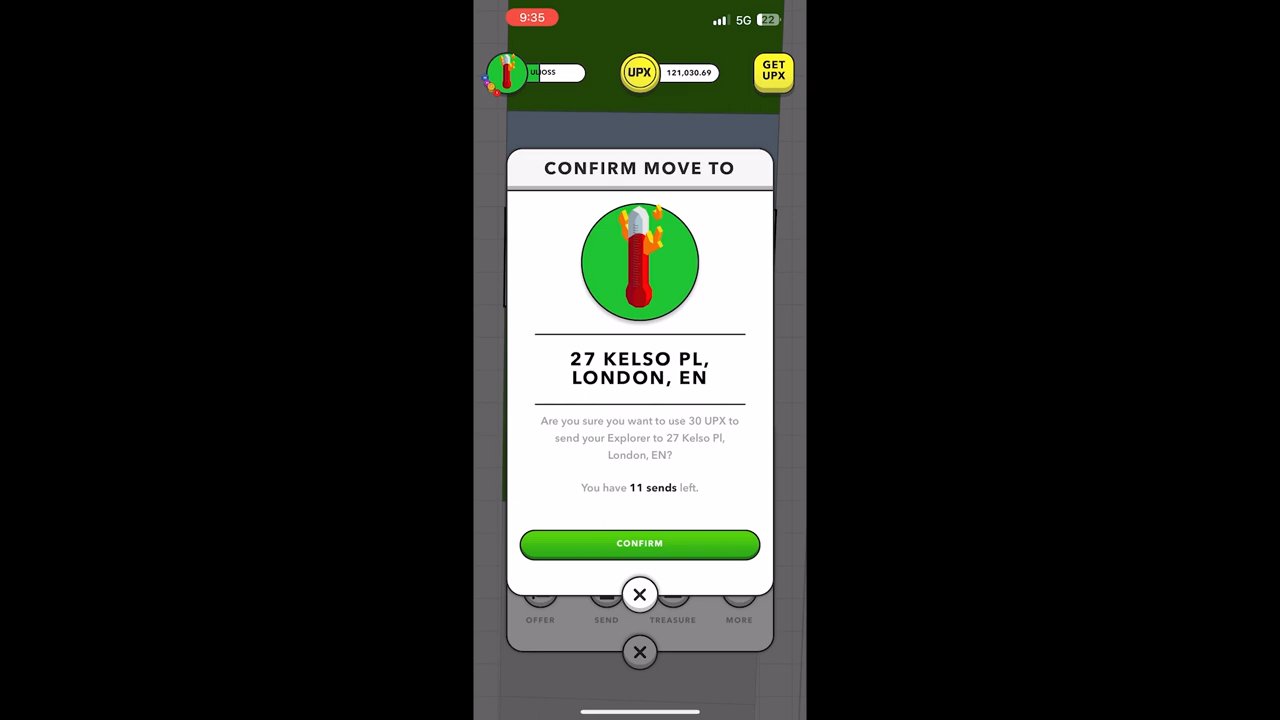 9:35
5G 22
UIJOSS
UPX
121,030.69
GET
UPX
CONFIRM MOVE TO
27 KELSO PL,
LONDON, EN
Are you sure you want to use 30 UPX to
send your Explorer to 27 Kelso Pl,
London, EN?
You have 11 sends left.
CONFIRM
OFFER SEND TREASURE MORE